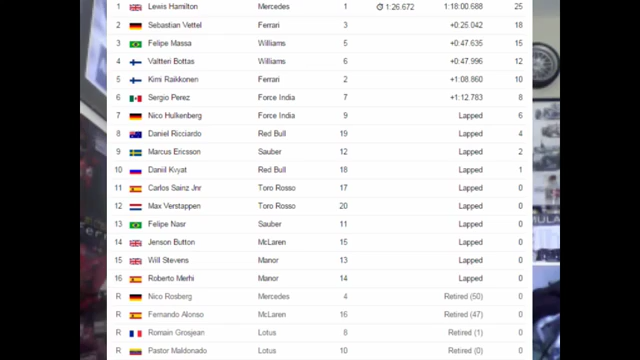 1 Lewis Hamilton Mercedes 1 1:26.672 1:18:00.688 25
2 Sebastian Vettel Ferrari 3 +0:25.042 18
3 Felipe Massa Williams 5 +0:47.635 15
4 Valtteri Bottas Williams 6 +0:47.996 12
5 Kimi Raikkonen Ferrari 2 +1:08.860 10
6 Sergio Perez Force India 7 +1:12.783 8
7 Nico Hulkenberg Force India 9 Lapped 6
8 Daniel Ricciardo Red Bull 19 Lapped 4
9 Marcus Ericsson Sauber 12 Lapped 2
10 Daniil Kvyat Red Bull 18 Lapped 1
11 Carlos Sainz Jnr Toro Rosso 17 Lapped 0
12 Max Verstappen Toro Rosso 20 Lapped 0
13 Felipe Nasr Sauber 11 Lapped 0
14 Jenson Button McLaren 15 Lapped 0
15 Will Stevens Manor 13 Lapped 0
16 Roberto Merhi Manor 14 Lapped 0
R Nico Rosberg Mercedes 4 Retired (50) 0
R Fernando Alonso McLaren 16 Retired (47) 0
R Romain Grosjean Lotus 8 Retired (1) 0
R Pastor Maldonado Lotus 10 Retired (0) 0